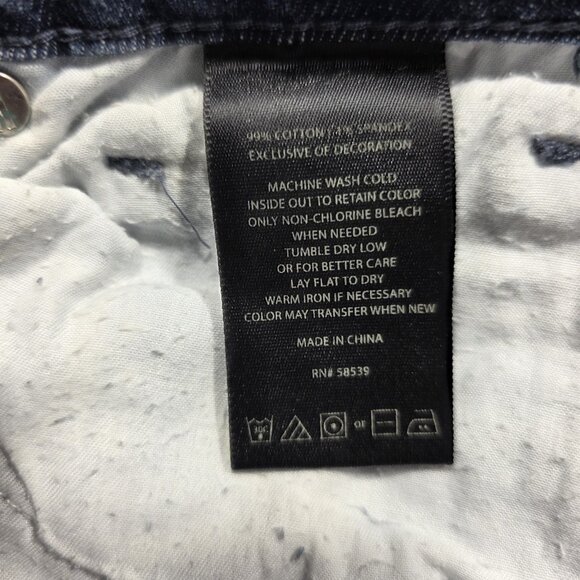 99% COTTON / 1% SPANDEX
EXCLUSIVE OF DECORATION
MACHINE WASH COLD
INSIDE OUT TO RETAIN COLOR
ONLY NON-CHLORINE BLEACH
WHEN NEEDED
TUMBLE DRY LOW
OR FOR BETTER CARE
LAY FLAT TO DRY
WARM IRON IF NECESSARY
COLOR MAY TRANSFER WHEN NEW
MADE IN CHINA
RN# 58539
30C or